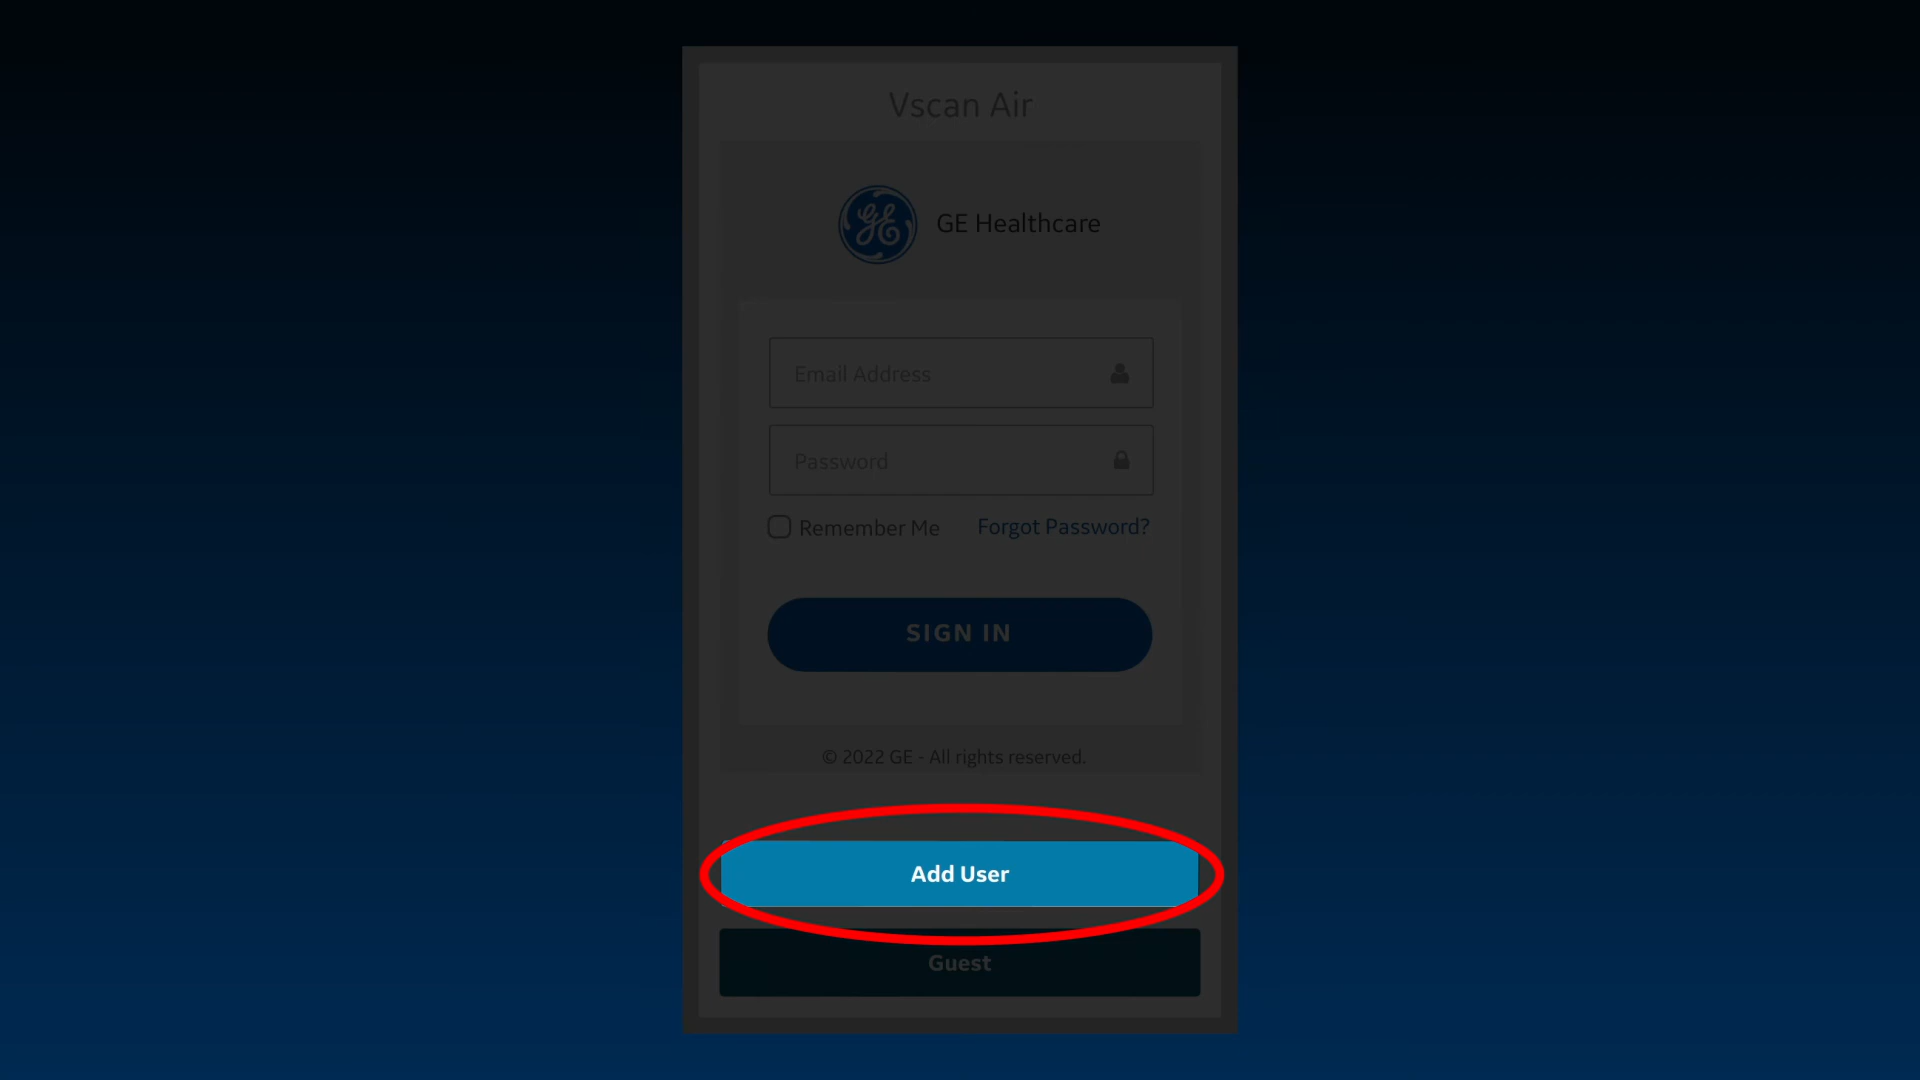 Vscan Air
GE GE Healthcare
Email Address
Password
Remember Me Forgot Password?
SIGN IN
© 2022 GE - All rights reserved.
Add User
Guest